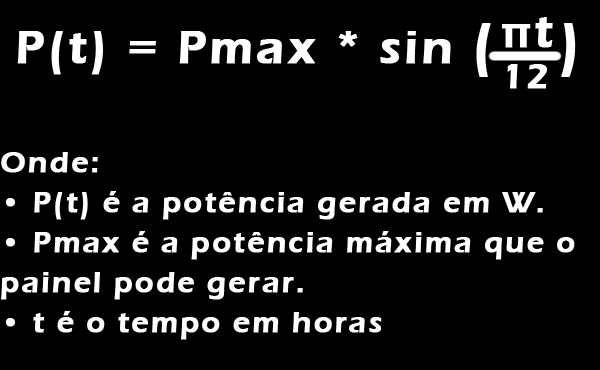 P(t) = Pmax * sin (πt/12)
Onde:
• P(t) é a potência gerada em W.
• Pmax é a potência máxima que o
painel pode gerar.
• t é o tempo em horas